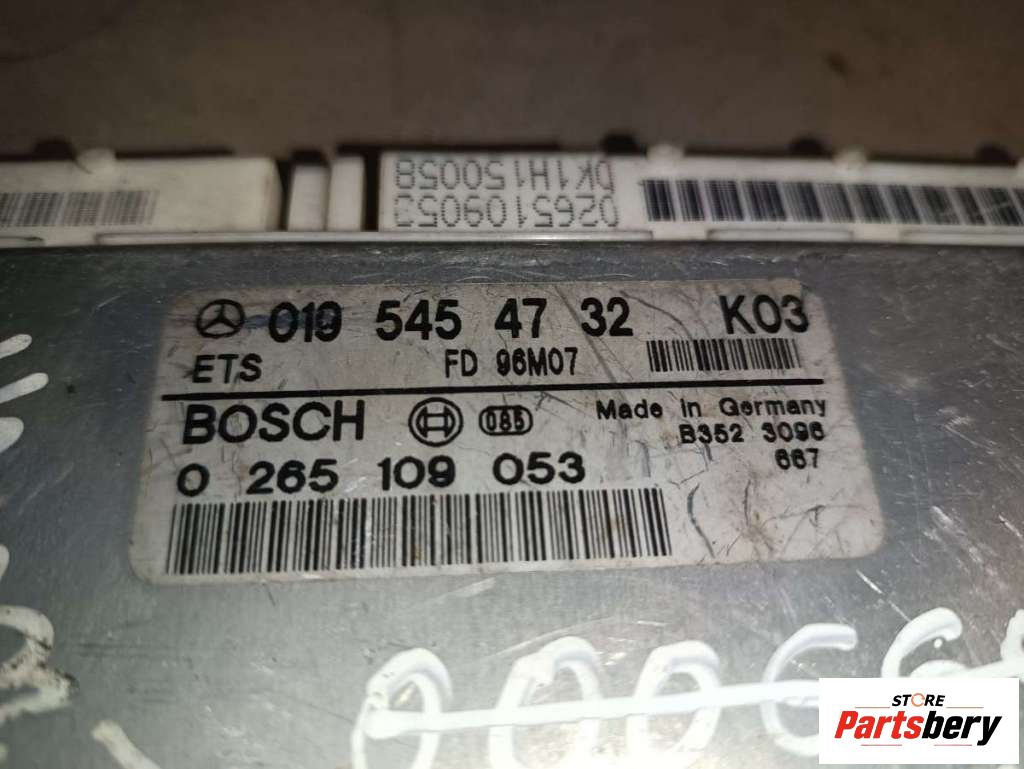 0265109053
DK1H150058
019 545 47 32 K03
ETS FD 96M07
BOSCH 085 Made in Germany
B352 3096
0 265 109 053 667
STORE
Partsbery